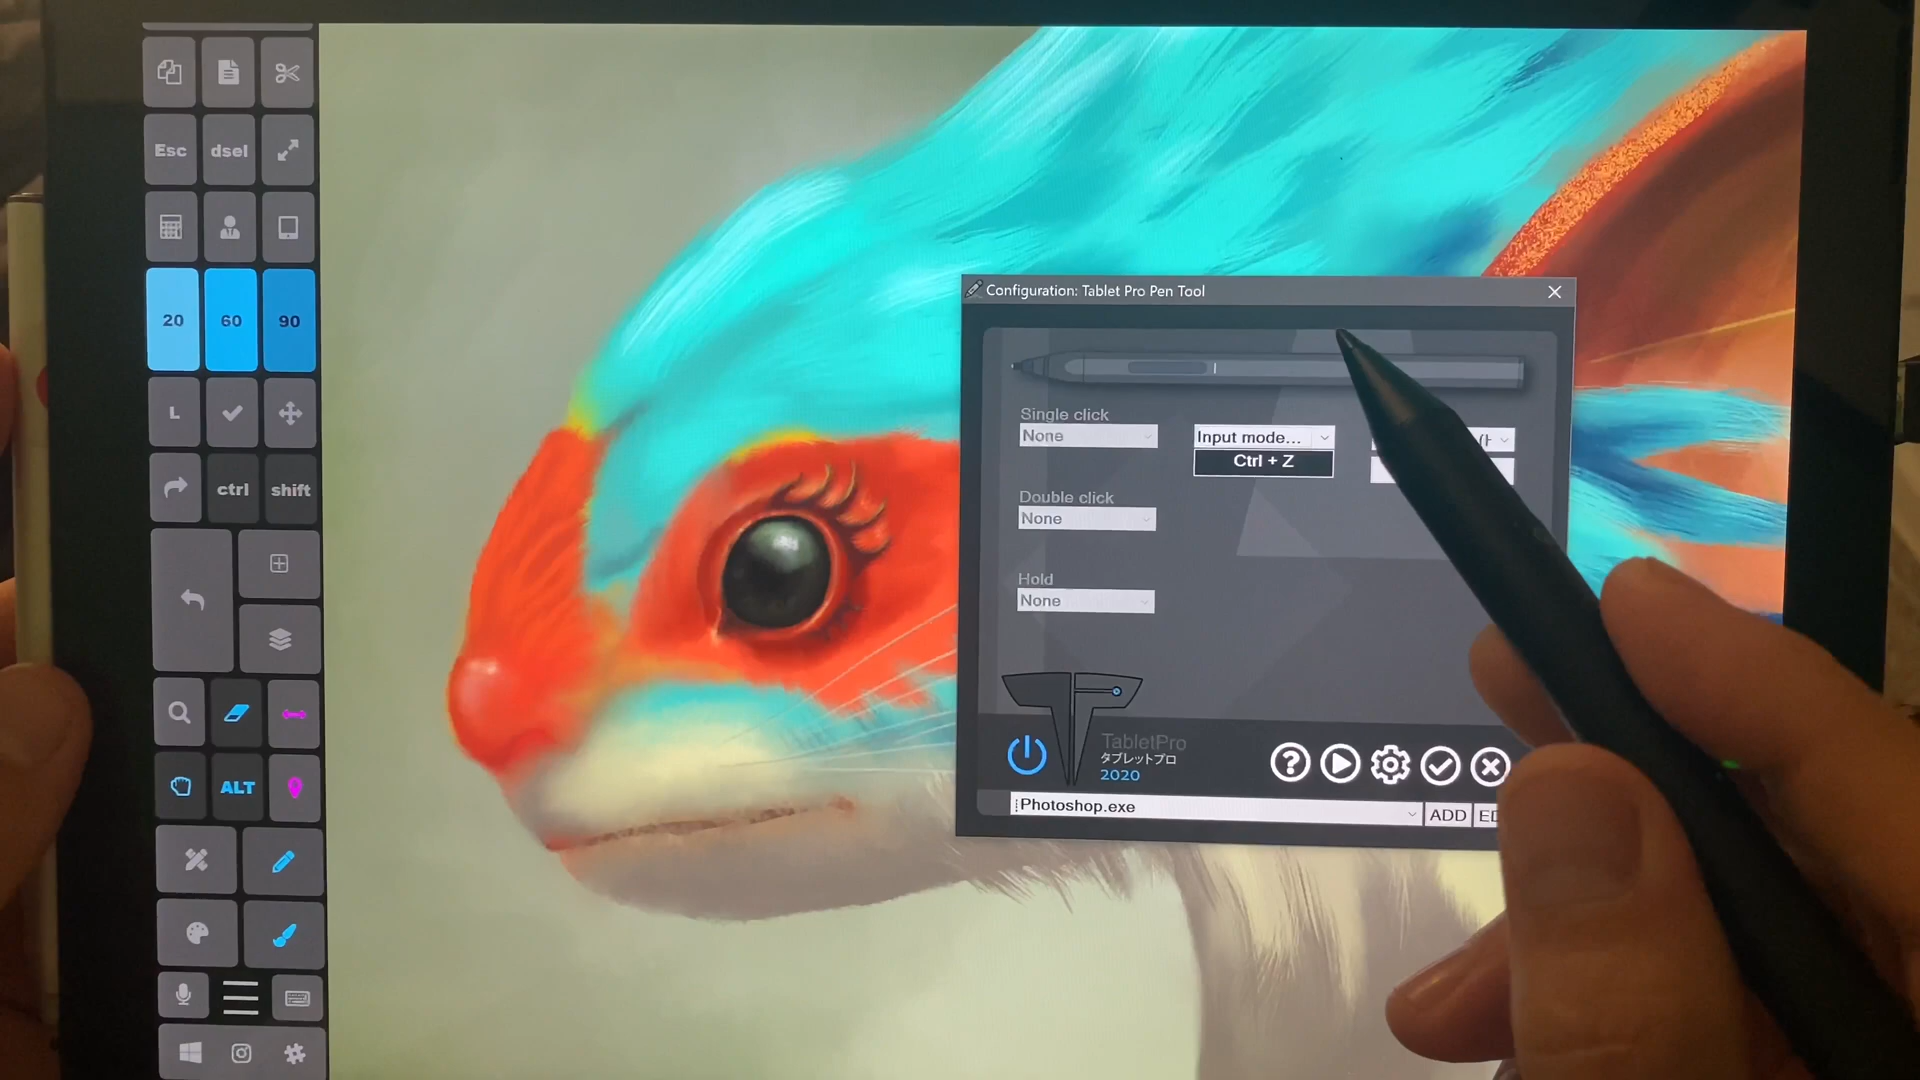 Esc
dsel
20
60
90
L
ctrl
shift
ALT
Configuration: Tablet Pro Pen Tool
Single click
None
Input mode...
Ctrl + Z
Double click
None
Hold
None
TabletPro
タブレットプロ
2020
Photoshop.exe
ADD